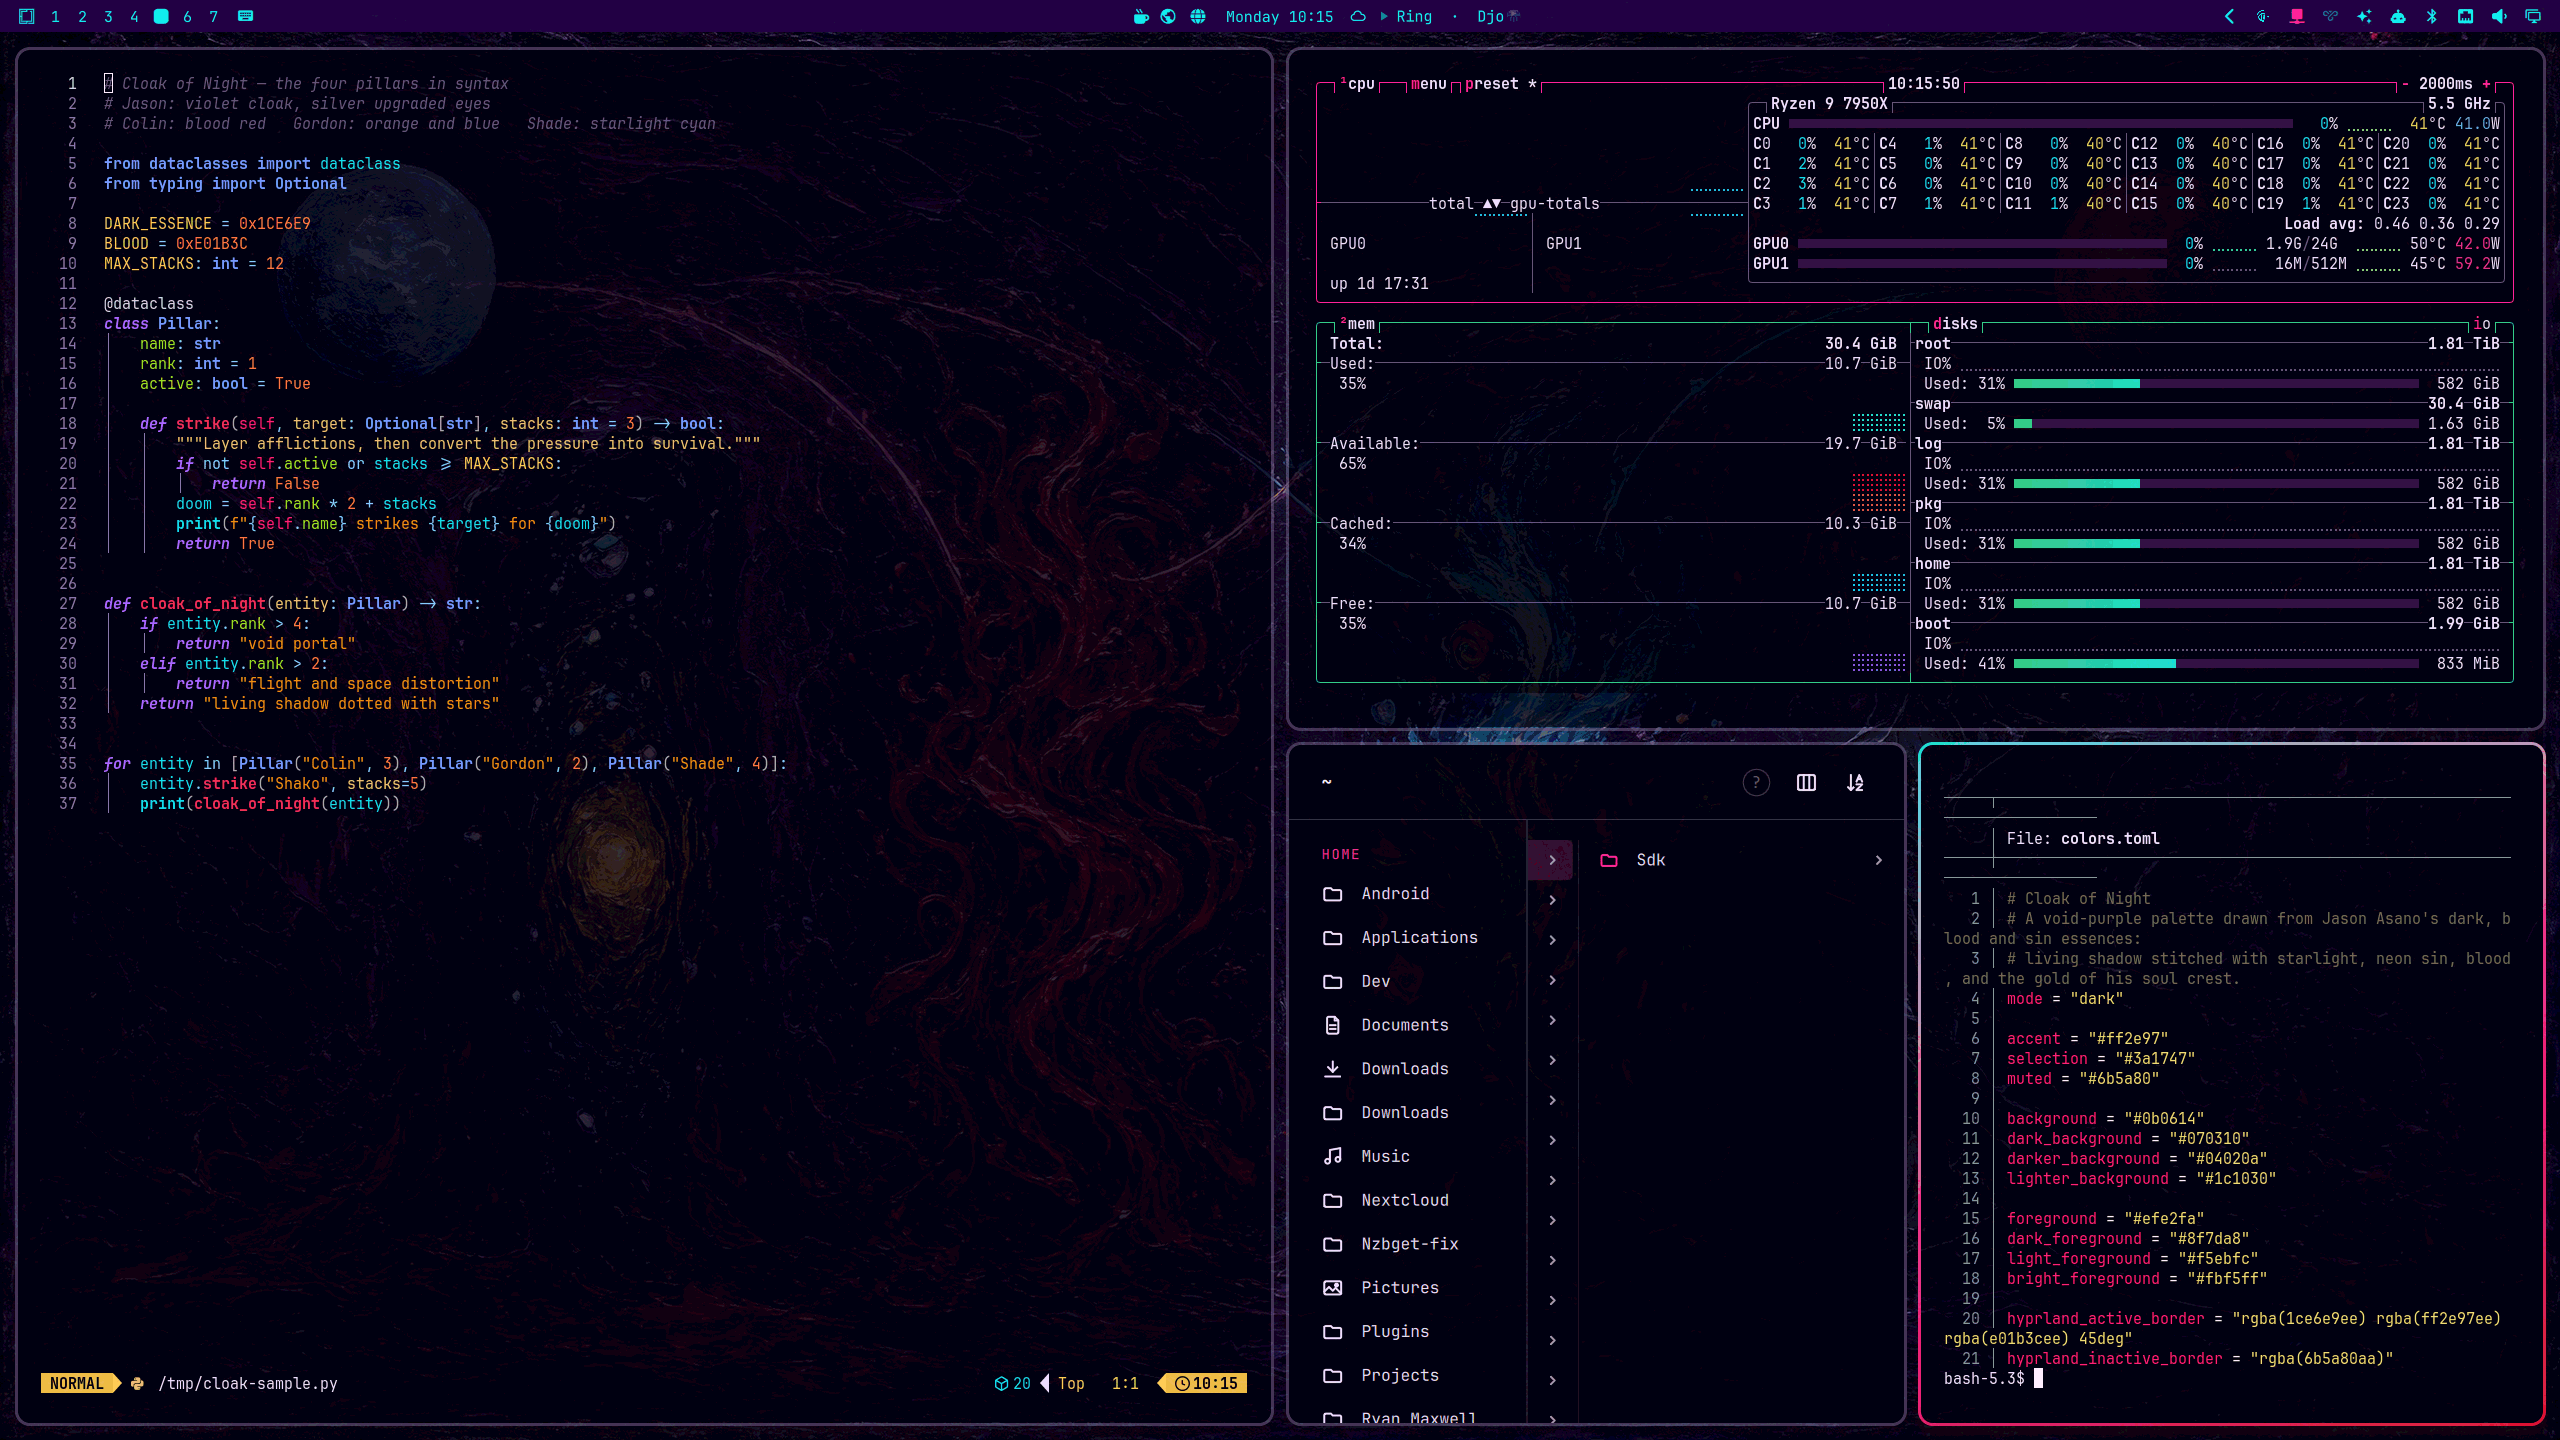 1 2 3 4 6 7
Monday 10:15 Ring · Djo
1 # Cloak of Night — the four pillars in syntax
2 # Jason: violet cloak, silver upgraded eyes
3 # Colin: blood red   Gordon: orange and blue   Shade: starlight cyan
4
5 from dataclasses import dataclass
6 from typing import Optional
7
8 DARK_ESSENCE = 0x1CE6E9
9 BLOOD = 0xE01B3C
10 MAX_STACKS: int = 12
11
12 @dataclass
13 class Pillar:
14     name: str
15     rank: int = 1
16     active: bool = True
17
18     def strike(self, target: Optional[str], stacks: int = 3) -> bool:
19         """Layer afflictions, then convert the pressure into survival."""
20         if not self.active or stacks >= MAX_STACKS:
21             return False
22         doom = self.rank * 2 + stacks
23         print(f"{self.name} strikes {target} for {doom}")
24         return True
25
26
27 def cloak_of_night(entity: Pillar) -> str:
28     if entity.rank > 4:
29         return "void portal"
30     elif entity.rank > 2:
31         return "flight and space distortion"
32     return "living shadow dotted with stars"
33
34
35 for entity in [Pillar("Colin", 3), Pillar("Gordon", 2), Pillar("Shade", 4)]:
36     entity.strike("Shako", stacks=5)
37     print(cloak_of_night(entity))
NORMAL /tmp/cloak-sample.py 20 Top 1:1 10:15
¹cpu menu preset * 10:15:50 - 2000ms +
Ryzen 9 7950X 5.5 GHz
CPU 0% 41°C 41.0W
C0 0% 41°C C4 1% 41°C C8 0% 40°C C12 0% 40°C C16 0% 41°C C20 0% 41°C
C1 2% 41°C C5 0% 41°C C9 0% 40°C C13 0% 40°C C17 0% 41°C C21 0% 41°C
C2 3% 41°C C6 0% 41°C C10 0% 40°C C14 0% 40°C C18 0% 41°C C22 0% 41°C
C3 1% 41°C C7 1% 41°C C11 1% 40°C C15 0% 40°C C19 1% 41°C C23 0% 41°C
total ▲▼ gpu-totals
Load avg: 0.46 0.36 0.29
GPU0 GPU1
GPU0 0% 1.9G/24G 50°C 42.0W
GPU1 0% 16M/512M 45°C 59.2W
up 1d 17:31
²mem
Total: 30.4 GiB
Used: 10.7 GiB
35%
Available: 19.7 GiB
65%
Cached: 10.3 GiB
34%
Free: 10.7 GiB
35%
disks io
root 1.81 TiB
IO%
Used: 31% 582 GiB
swap 30.4 GiB
Used: 5% 1.63 GiB
log 1.81 TiB
IO%
Used: 31% 582 GiB
pkg 1.81 TiB
IO%
Used: 31% 582 GiB
home 1.81 TiB
IO%
Used: 31% 582 GiB
boot 1.99 GiB
IO%
Used: 41% 833 MiB
~ ?
HOME
Android
Applications
Dev
Documents
Downloads
Downloads
Music
Nextcloud
Nzbget-fix
Pictures
Plugins
Projects
Ryan Maxwell
Sdk
File: colors.toml
1 # Cloak of Night
2 # A void-purple palette drawn from Jason Asano's dark, b
lood and sin essences:
3 # living shadow stitched with starlight, neon sin, blood
, and the gold of his soul crest.
4 mode = "dark"
5
6 accent = "#ff2e97"
7 selection = "#3a1747"
8 muted = "#6b5a80"
9
10 background = "#0b0614"
11 dark_background = "#070310"
12 darker_background = "#04020a"
13 lighter_background = "#1c1030"
14
15 foreground = "#efe2fa"
16 dark_foreground = "#8f7da8"
17 light_foreground = "#f5ebfc"
18 bright_foreground = "#fbf5ff"
19
20 hyprland_active_border = "rgba(1ce6e9ee) rgba(ff2e97ee)
rgba(e01b3cee) 45deg"
21 hyprland_inactive_border = "rgba(6b5a80aa)"
bash-5.3$